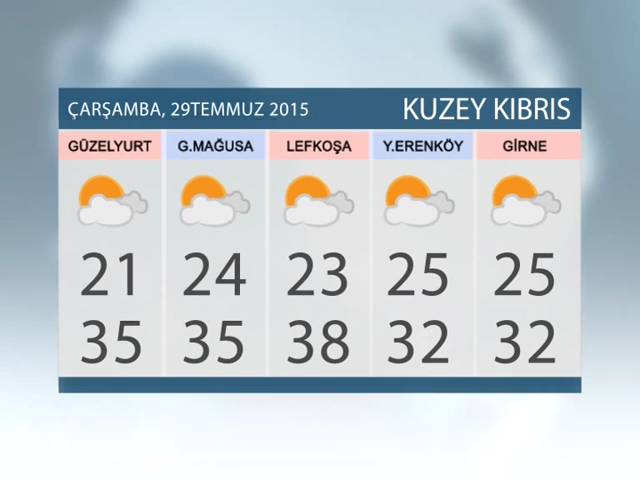 ÇARŞAMBA, 29TEMMUZ 2015 KUZEY KIBRIS
GÜZELYURT G.MAĞUSA LEFKOŞA Y.ERENKÖY GİRNE
21 24 23 25 25
35 35 38 32 32